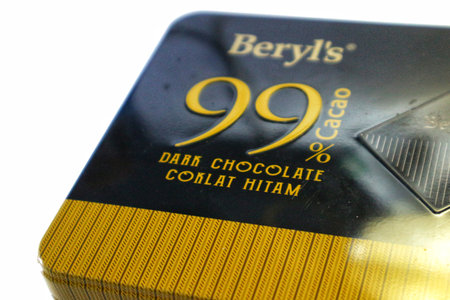 Beryl's®
99% Cacao
DARK CHOCOLATE
COKLAT HITAM